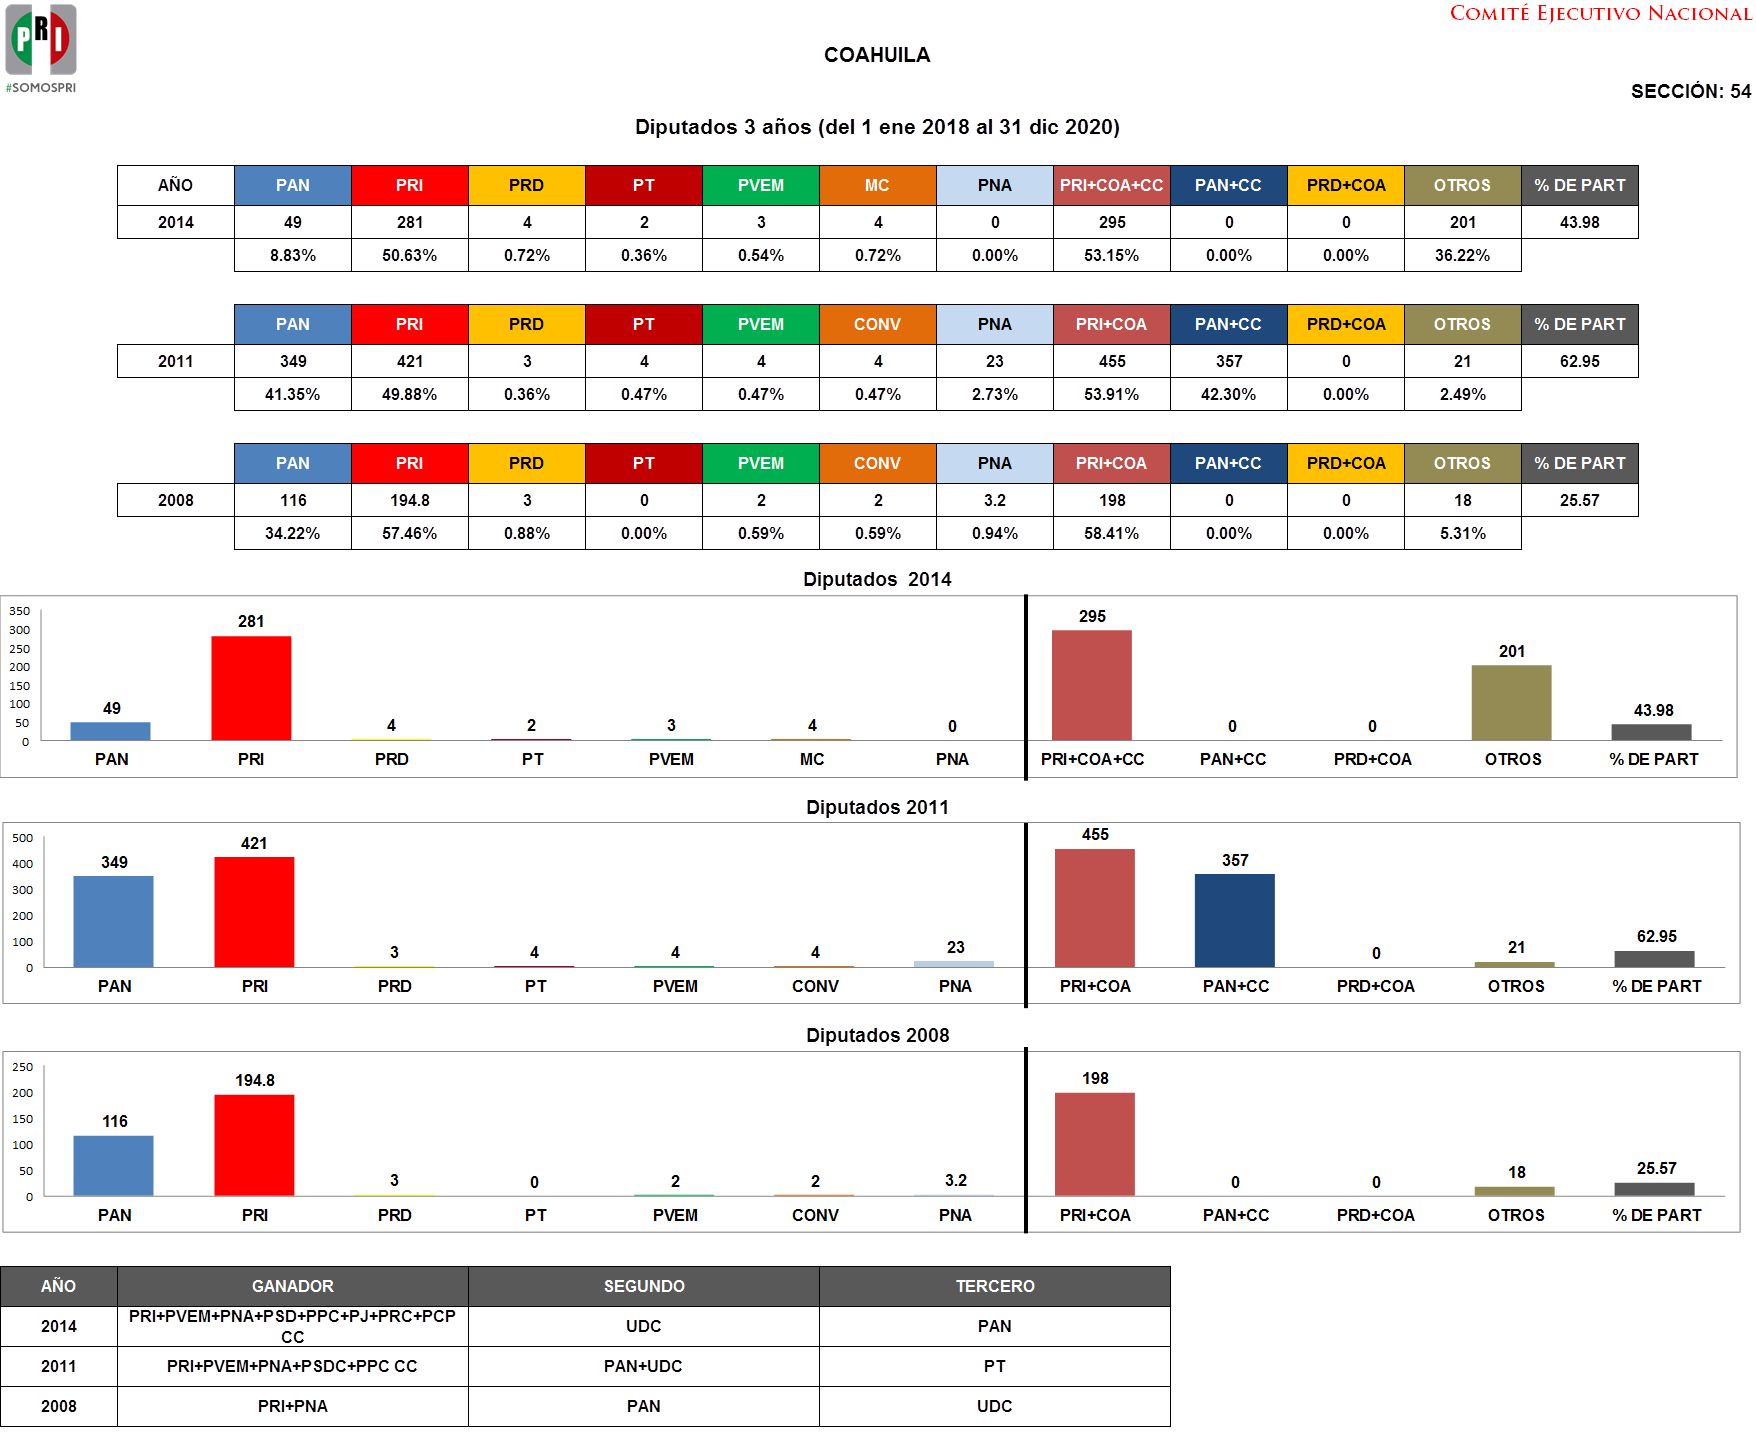 PRI
#SOMOSPRI
COMITÉ EJECUTIVO NACIONAL
COAHUILA
SECCIÓN: 54
Diputados 3 años (del 1 ene 2018 al 31 dic 2020)
AÑO PAN PRI PRD PT PVEM MC PNA PRI+COA+CC PAN+CC PRD+COA OTROS % DE PART
2014 49 281 4 2 3 4 0 295 0 0 201 43.98
8.83% 50.63% 0.72% 0.36% 0.54% 0.72% 0.00% 53.15% 0.00% 0.00% 36.22%
PAN PRI PRD PT PVEM CONV PNA PRI+COA PAN+CC PRD+COA OTROS % DE PART
2011 349 421 3 4 4 4 23 455 357 0 21 62.95
41.35% 49.88% 0.36% 0.47% 0.47% 0.47% 2.73% 53.91% 42.30% 0.00% 2.49%
PAN PRI PRD PT PVEM CONV PNA PRI+COA PAN+CC PRD+COA OTROS % DE PART
2008 116 194.8 3 0 2 2 3.2 198 0 0 18 25.57
34.22% 57.46% 0.88% 0.00% 0.59% 0.59% 0.94% 58.41% 0.00% 0.00% 5.31%
Diputados 2014
350
300
250
200
150
100
50
0
49 281 4 2 3 4 0 295 0 0 201 43.98
PAN PRI PRD PT PVEM MC PNA PRI+COA+CC PAN+CC PRD+COA OTROS % DE PART
Diputados 2011
500
400
300
200
100
0
349 421 3 4 4 4 23 455 357 0 21 62.95
PAN PRI PRD PT PVEM CONV PNA PRI+COA PAN+CC PRD+COA OTROS % DE PART
Diputados 2008
250
200
150
100
50
0
116 194.8 3 0 2 2 3.2 198 0 0 18 25.57
PAN PRI PRD PT PVEM CONV PNA PRI+COA PAN+CC PRD+COA OTROS % DE PART
AÑO GANADOR SEGUNDO TERCERO
2014 PRI+PVEM+PNA+PSD+PPC+PJ+PRC+PCP CC UDC PAN
2011 PRI+PVEM+PNA+PSDC+PPC CC PAN+UDC PT
2008 PRI+PNA PAN UDC